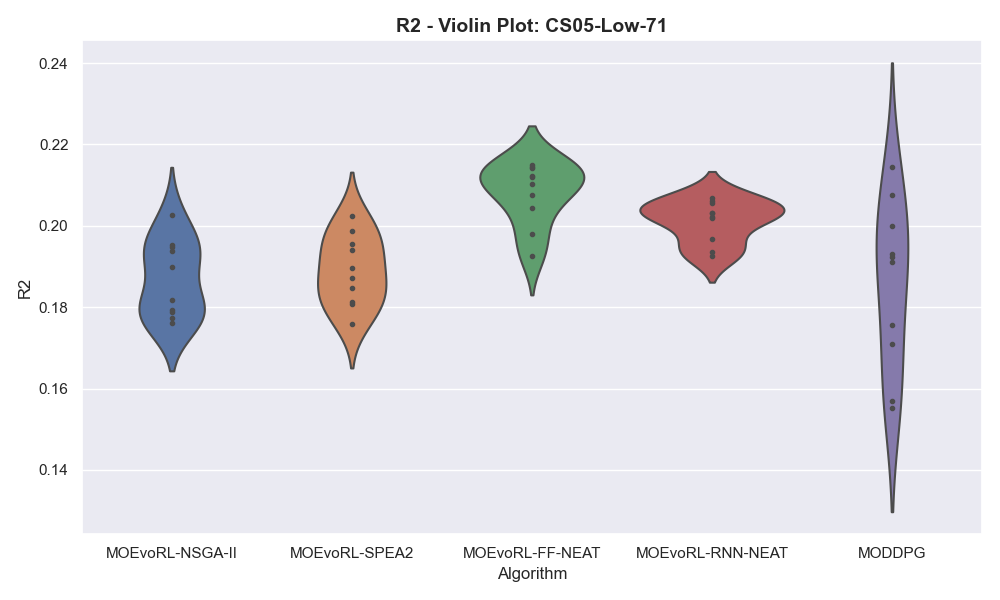 R2 - Violin Plot: CS05-Low-71
0.24
0.22
0.20
0.18
0.16
0.14
R2
MOEvoRL-NSGA-II MOEvoRL-SPEA2 MOEvoRL-FF-NEAT MOEvoRL-RNN-NEAT MODDPG
Algorithm